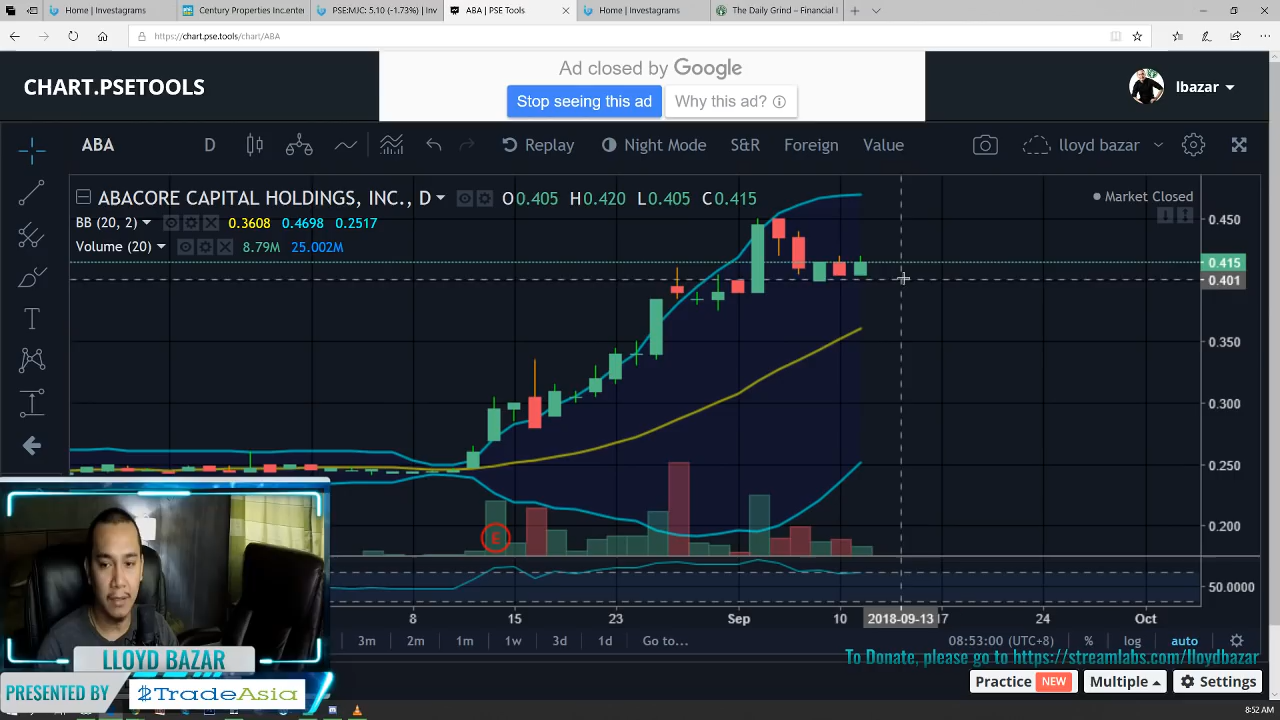 Home | Investagrams
Century Properties Incenter
PSE:MJC: 5.10 (-1.73%) | Inv
ABA | PSE Tools
Home | Investagrams
The Daily Grind – Financial I
https://chart.pse.tools/chart/ABA
CHART.PSETOOLS
Ad closed by Google
Stop seeing this ad
Why this ad?
lbazar
ABA
D
Replay
Night Mode
S&R
Foreign
Value
lloyd bazar
ABACORE CAPITAL HOLDINGS, INC., D
O0.405 H0.420 L0.405 C0.415
Market Closed
BB (20, 2) 0.3608 0.4698 0.2517
Volume (20) 8.79M 25.002M
0.450
0.415
0.401
0.350
0.300
0.250
0.200
50.0000
E
T
8 15 23 Sep 10 2018-09-13 17 24 Oct
3m 2m 1m 1w 3d 1d Go to...
08:53:00 (UTC+8) % log auto
LLOYD BAZAR
To Donate, please go to https://streamlabs.com/lloydbazar
PRESENTED BY $TradeAsia
Practice NEW
Multiple
Settings
8:52 AM